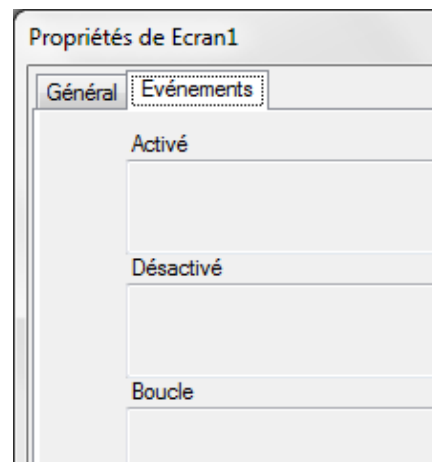 Propriétés de Ecran1
Général Evénements
Activé
Désactivé
Boucle